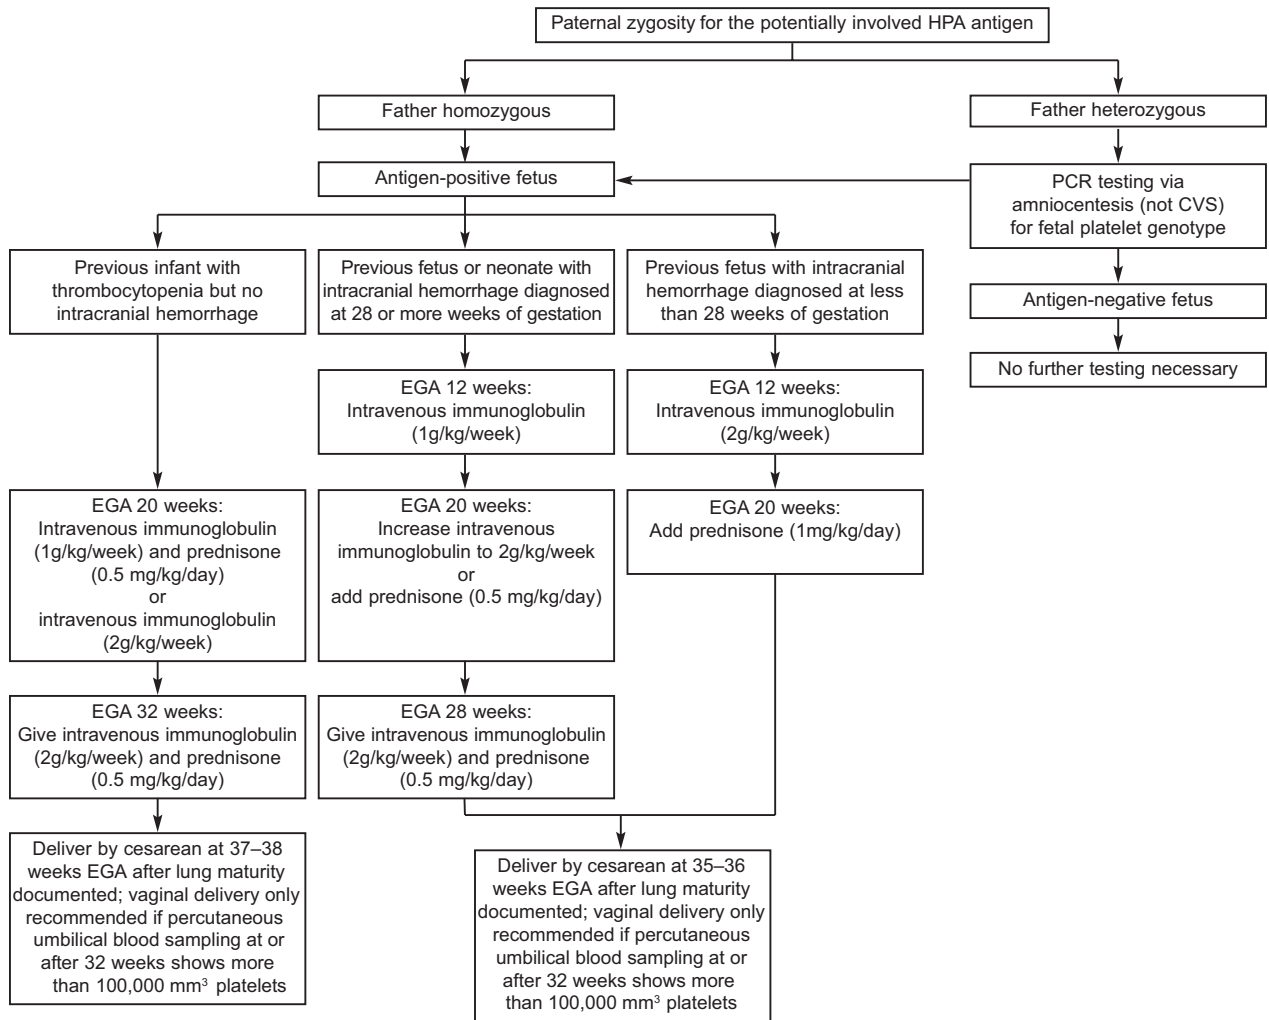 Paternal zygosity for the potentially involved HPA antigen
Father homozygous
Father heterozygous
Antigen-positive fetus
PCR testing via
amniocentesis (not CVS)
for fetal platelet genotype
Previous infant with
thrombocytopenia but no
intracranial hemorrhage
Previous fetus or neonate with
intracranial hemorrhage diagnosed
at 28 or more weeks of gestation
Previous fetus with intracranial
hemorrhage diagnosed at less
than 28 weeks of gestation
Antigen-negative fetus
No further testing necessary
EGA 12 weeks:
Intravenous immunoglobulin
(1g/kg/week)
EGA 12 weeks:
Intravenous immunoglobulin
(2g/kg/week)
EGA 20 weeks:
Intravenous immunoglobulin
(1g/kg/week) and prednisone
(0.5 mg/kg/day)
or
intravenous immunoglobulin
(2g/kg/week)
EGA 20 weeks:
Increase intravenous
immunoglobulin to 2g/kg/week
or
add prednisone (0.5 mg/kg/day)
EGA 20 weeks:
Add prednisone (1mg/kg/day)
EGA 32 weeks:
Give intravenous immunoglobulin
(2g/kg/week) and prednisone
(0.5 mg/kg/day)
EGA 28 weeks:
Give intravenous immunoglobulin
(2g/kg/week) and prednisone
(0.5 mg/kg/day)
Deliver by cesarean at 37–38
weeks EGA after lung maturity
documented; vaginal delivery only
recommended if percutaneous
umbilical blood sampling at or
after 32 weeks shows more
than 100,000 mm³ platelets
Deliver by cesarean at 35–36
weeks EGA after lung maturity
documented; vaginal delivery only
recommended if percutaneous
umbilical blood sampling at or
after 32 weeks shows more
than 100,000 mm³ platelets